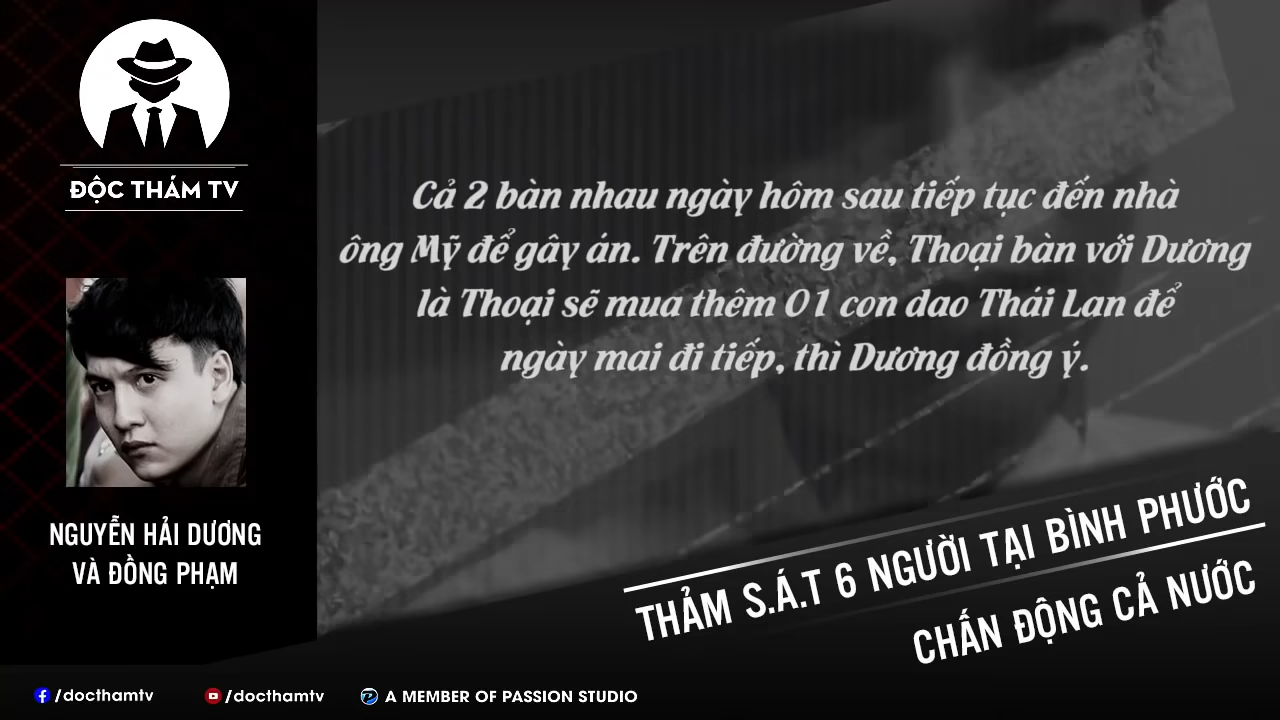 ĐỘC THÁM TV
Cả 2 bàn nhau ngày hôm sau tiếp tục đến nhà
ông Mỹ để gây án. Trên đường về, Thoại bàn với Dương
là Thoại sẽ mua thêm 01 con dao Thái Lan để
ngày mai đi tiếp, thì Dương đồng ý.
NGUYỄN HẢI DƯƠNG
VÀ ĐỒNG PHẠM
THẢM S.Á.T 6 NGƯỜI TẠI BÌNH PHƯỚC
CHẤN ĐỘNG CẢ NƯỚC
/docthamtv
/docthamtv
A MEMBER OF PASSION STUDIO